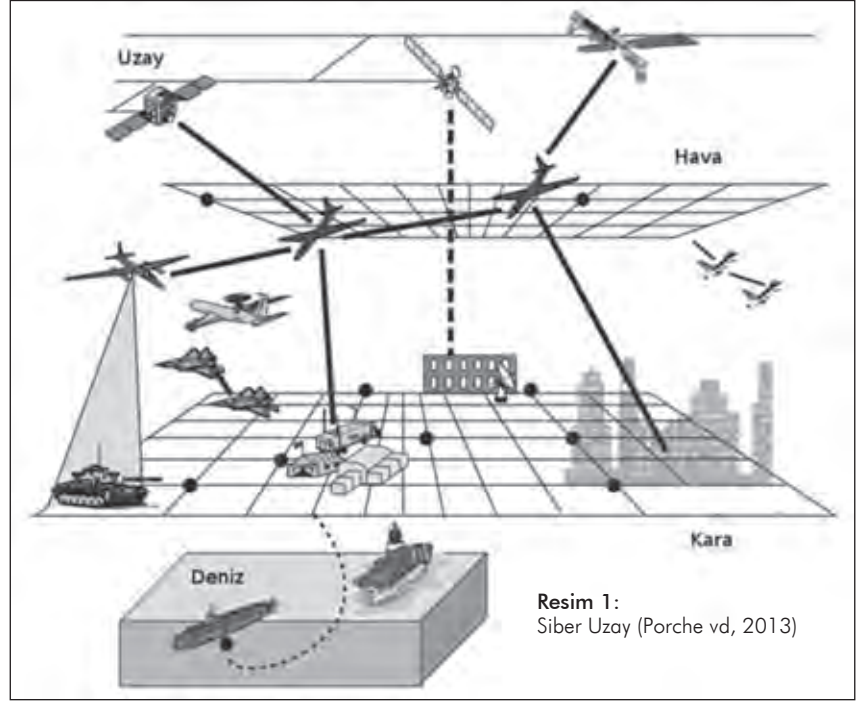 Uzay
Hava
Kara
Deniz
Resim 1:
Siber Uzay (Porche vd, 2013)